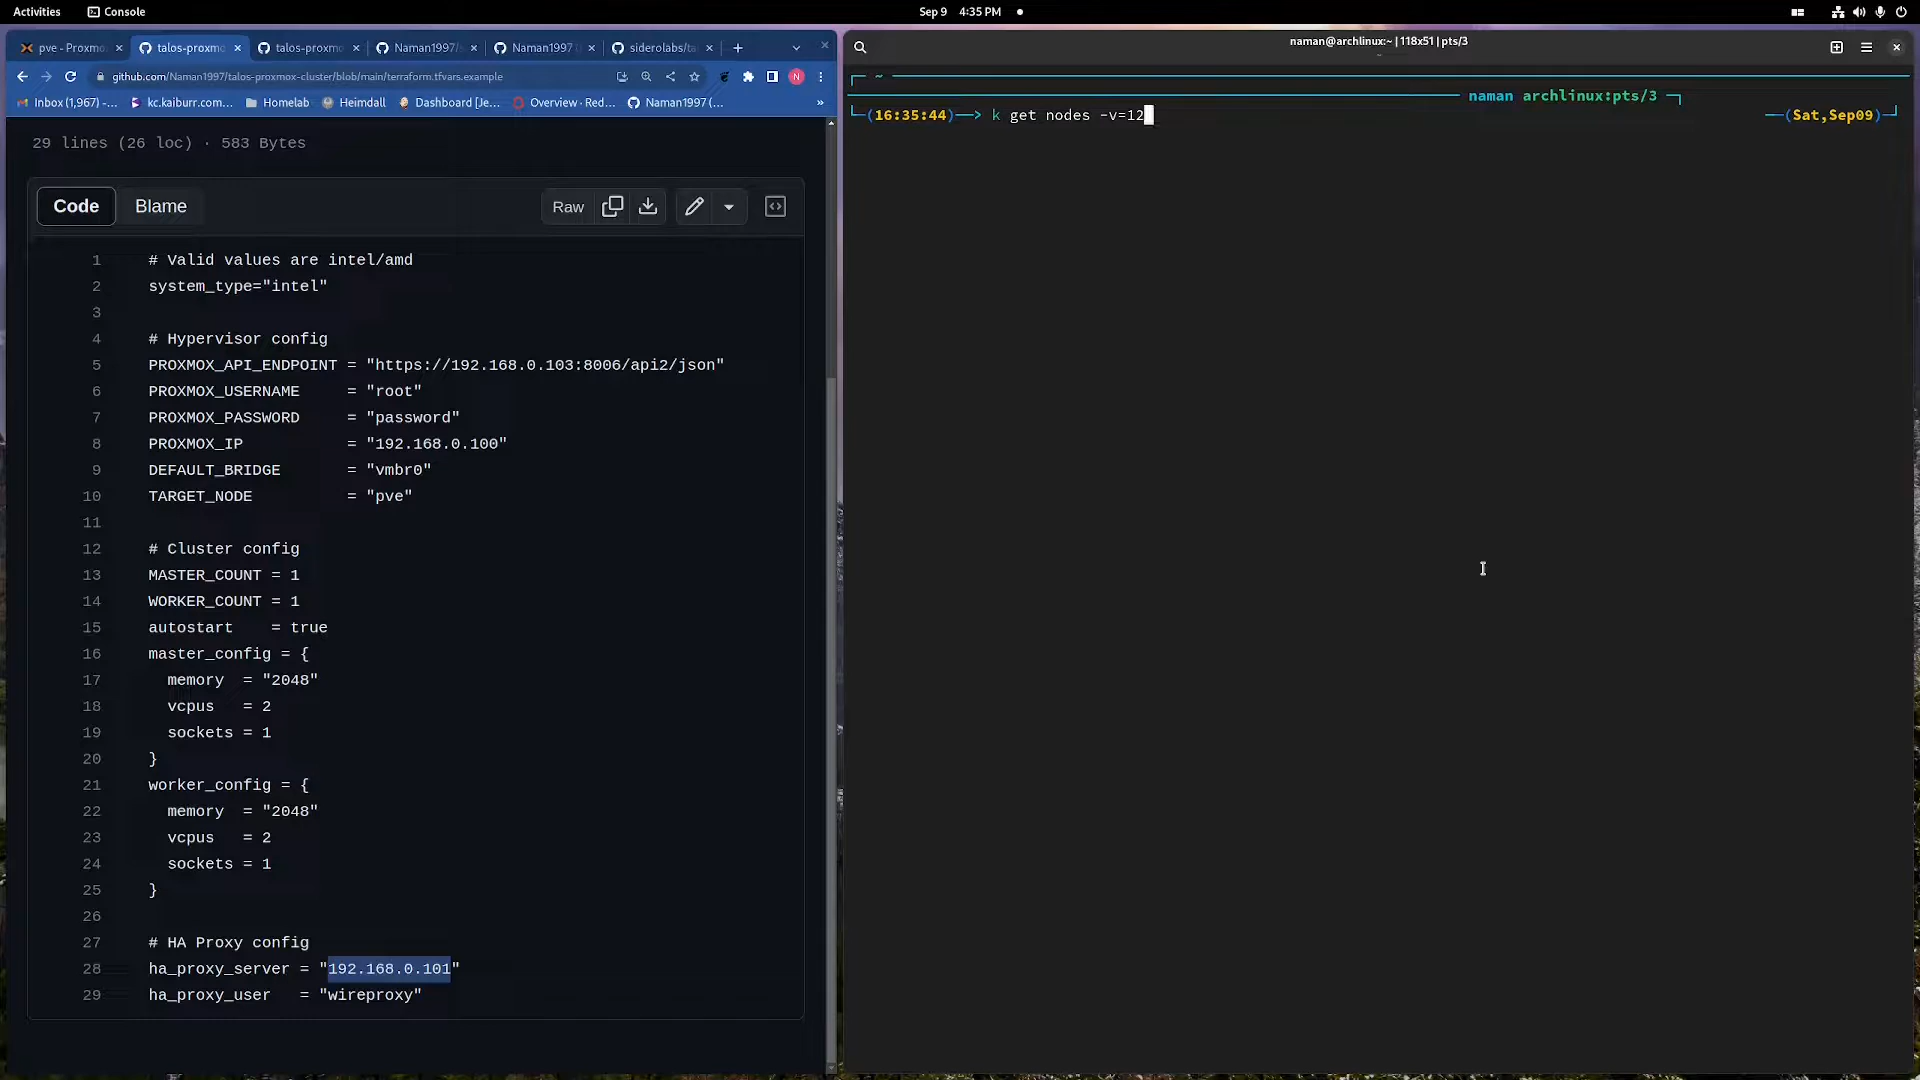 Activities
Console
Sep 9 4:35 PM
pve - Proxmo
talos-proxmo
talos-proxmo
Naman1997/
Naman1997
siderolabs/ta
github.com/Naman1997/talos-proxmox-cluster/blob/main/terraform.tfvars.example
N
Inbox (1,967) -...
kc.kaiburr.com...
Homelab
Heimdall
Dashboard [Je...
Overview - Red...
Naman1997 (...
»
29 lines (26 loc) · 583 Bytes
Code
Blame
Raw
1 # Valid values are intel/amd
2 system_type="intel"
3
4 # Hypervisor config
5 PROXMOX_API_ENDPOINT = "https://192.168.0.103:8006/api2/json"
6 PROXMOX_USERNAME = "root"
7 PROXMOX_PASSWORD = "password"
8 PROXMOX_IP = "192.168.0.100"
9 DEFAULT_BRIDGE = "vmbr0"
10 TARGET_NODE = "pve"
11
12 # Cluster config
13 MASTER_COUNT = 1
14 WORKER_COUNT = 1
15 autostart = true
16 master_config = {
17 memory = "2048"
18 vcpus = 2
19 sockets = 1
20 }
21 worker_config = {
22 memory = "2048"
23 vcpus = 2
24 sockets = 1
25 }
26
27 # HA Proxy config
28 ha_proxy_server = "192.168.0.101"
29 ha_proxy_user = "wireproxy"
naman@archlinux:~ | 118x51 | pts/3
~
naman archlinux:pts/3
(16:35:44)──> k get nodes -v=12
(Sat,Sep09)